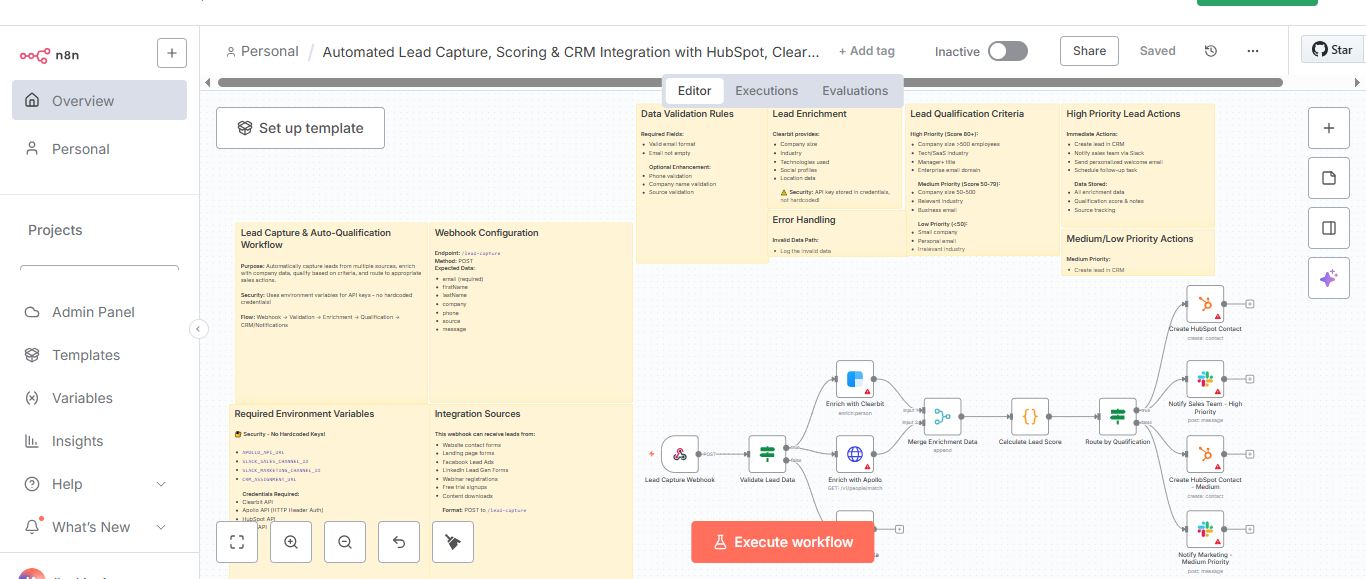 n8n
Overview
Personal
Projects
Admin Panel
Templates
Variables
Insights
Help
What's New
Personal / Automated Lead Capture, Scoring & CRM Integration with HubSpot, Clear...
+ Add tag
Inactive
Share
Saved
Star
Editor
Executions
Evaluations
Set up template
Data Validation Rules
Required Fields:
Valid email format
Email not empty
Optional Enhancement:
Phone validation
Company name validation
Source validation
Lead Enrichment
Clearbit provides:
Company size
Industry
Technologies used
Social profiles
Location data
Security: API key stored in credentials,
not hardcoded!
Error Handling
Invalid Data Path:
Log the invalid data
Lead Qualification Criteria
High Priority (Score 80+):
Company size >500 employees
Tech/SaaS industry
Manager+ title
Enterprise email domain
Medium Priority (Score 50-79):
Company size 50-500
Relevant industry
Business email
Low Priority (<50):
Small company
Personal email
Irrelevant industry
High Priority Lead Actions
Immediate Actions:
Create lead in CRM
Notify sales team via Slack
Send personalized welcome email
Schedule follow-up task
Data Stored:
All enrichment data
Qualification score & notes
Source tracking
Medium/Low Priority Actions
Medium Priority:
Create lead in CRM
Lead Capture & Auto-Qualification
Workflow
Purpose: Automatically capture leads from multiple sources, enrich
with company data, qualify based on criteria, and route to appropriate
sales actions.
Security: Uses environment variables for API keys - no hardcoded
credentials!
Flow: Webhook → Validation → Enrichment → Qualification →
CRM/Notifications
Webhook Configuration
Endpoint: /lead-capture
Method: POST
Expected Data:
email (required)
firstName
lastName
company
phone
source
message
Required Environment Variables
Security - No Hardcoded Keys!
APOLLO_API_URL
SLACK_SALES_CHANNEL_ID
SLACK_MARKETING_CHANNEL_ID
CRM_ASSIGNMENT_URL
Credentials Required:
Clearbit API
Apollo API (HTTP Header Auth)
HubSpot API
API
Integration Sources
This webhook can receive leads from:
Website contact forms
Landing page forms
Facebook Lead Ads
LinkedIn Lead Gen Forms
Webinar registrations
Free trial signups
Content downloads
Format: POST to /lead-capture
Lead Capture Webhook
POST
Validate Lead Data
true
false
Enrich with Clearbit
enrich:person
Enrich with Apollo
GET: /v1/people/match
Input 1
Input 2
Merge Enrichment Data
append
Calculate Lead Score
Route by Qualification
true
false
Create HubSpot Contact
create: contact
Notify Sales Team - High
Priority
post: message
Create HubSpot Contact
- Medium
create: contact
Notify Marketing -
Medium Priority
post: message
Execute workflow